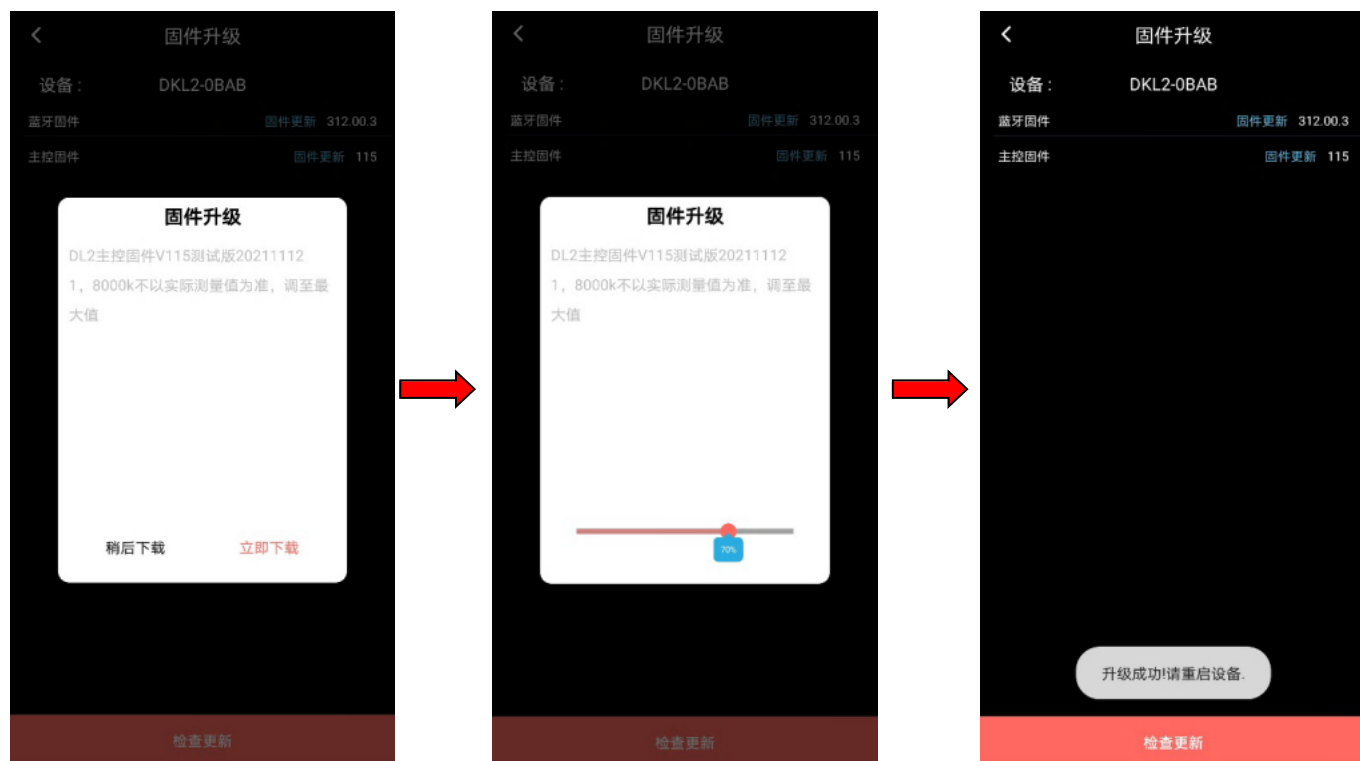 固件升级
设备 :
DKL2-0BAB
蓝牙固件
固件更新 312.00.3
主控固件
固件更新 115
固件升级
DL2主控固件V115测试版20211112
1，8000k不以实际测量值为准，调至最
大值
稍后下载
立即下载
检查更新
固件升级
设备 :
DKL2-0BAB
蓝牙固件
固件更新 312.00.3
主控固件
固件更新 115
固件升级
DL2主控固件V115测试版20211112
1，8000k不以实际测量值为准，调至最
大值
70%
检查更新
固件升级
设备 :
DKL2-0BAB
蓝牙固件
固件更新 312.00.3
主控固件
固件更新 115
升级成功!请重启设备.
检查更新